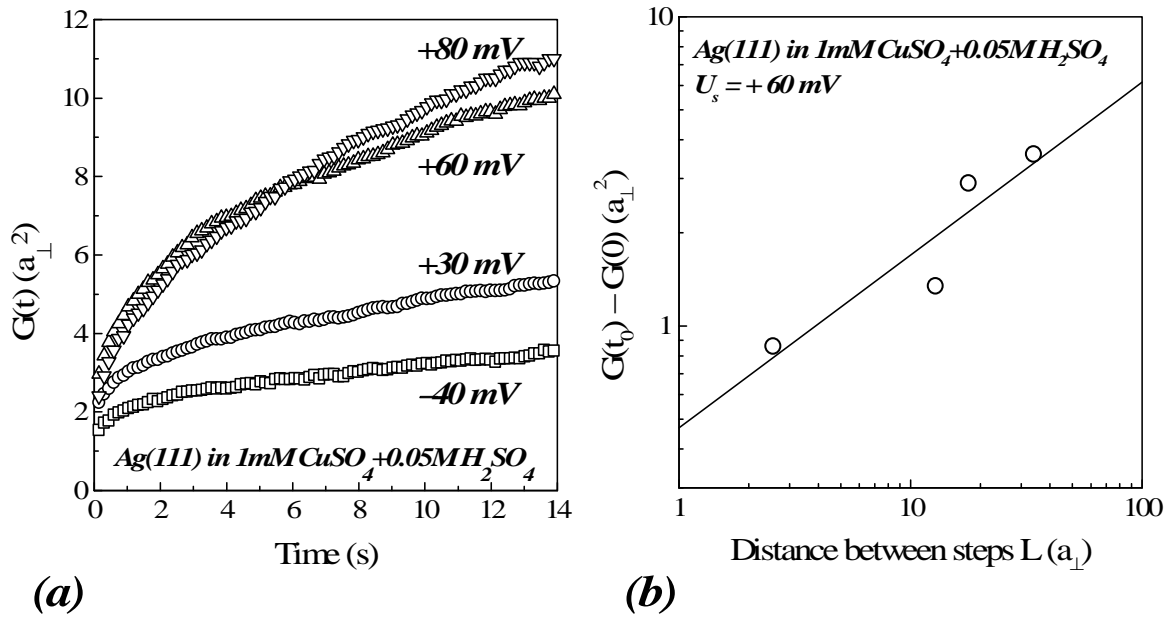 12
10
8
6
4
2
0
G(t) (a⊥²)
+80 mV
+60 mV
+30 mV
−40 mV
Ag(111) in 1mM CuSO₄+0.05M H₂SO₄
0 2 4 6 8 10 12 14
Time (s)
(a)
10
1
G(t₀) − G(0) (a⊥²)
Ag(111) in 1mM CuSO₄+0.05M H₂SO₄
Uₛ = + 60 mV
1 10 100
Distance between steps L (a⊥)
(b)